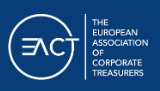 EACT
THE
EUROPEAN
ASSOCIATION
OF
CORPORATE
TREASURERS